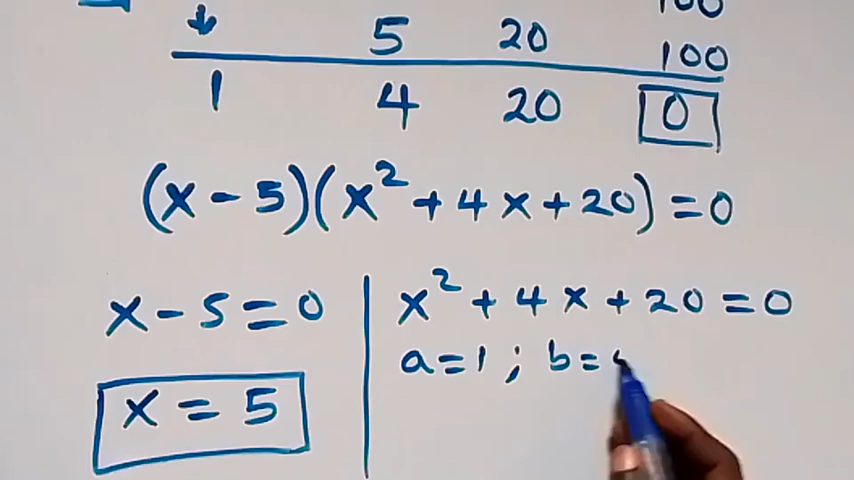 5 20 100
1 4 20 0
(x - 5)(x² + 4x + 20) = 0
x - 5 = 0
x = 5
x² + 4x + 20 = 0
a = 1 ; b =